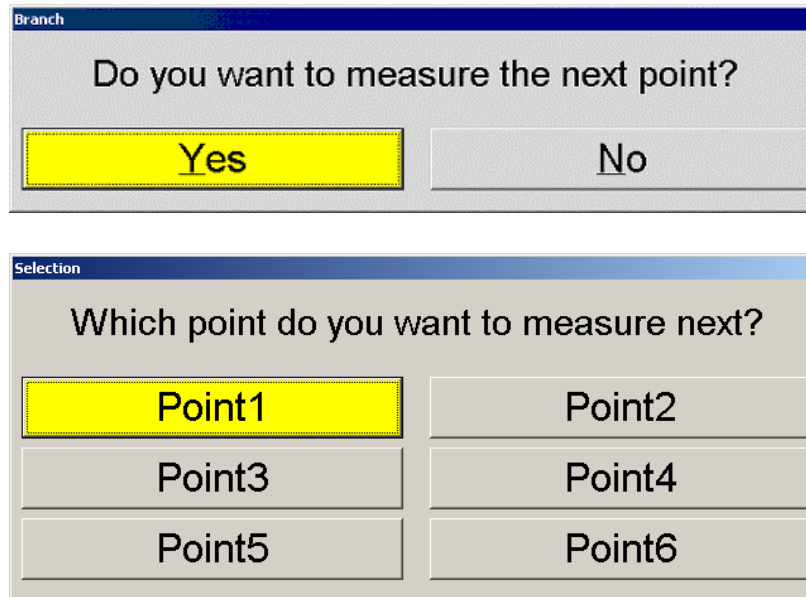 Branch
Do you want to measure the next point?
Yes No
Selection
Which point do you want to measure next?
Point1 Point2
Point3 Point4
Point5 Point6